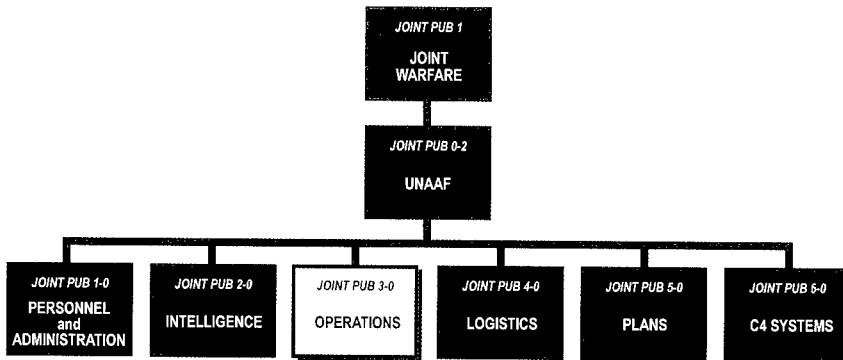 JOINT PUB 1
JOINT
WARFARE
JOINT PUB 0-2
UNAAF
JOINT PUB 1-0
PERSONNEL
and
ADMINISTRATION
JOINT PUB 2-0
INTELLIGENCE
JOINT PUB 3-0
OPERATIONS
JOINT PUB 4-0
LOGISTICS
JOINT PUB 5-0
PLANS
JOINT PUB 6-0
C4 SYSTEMS